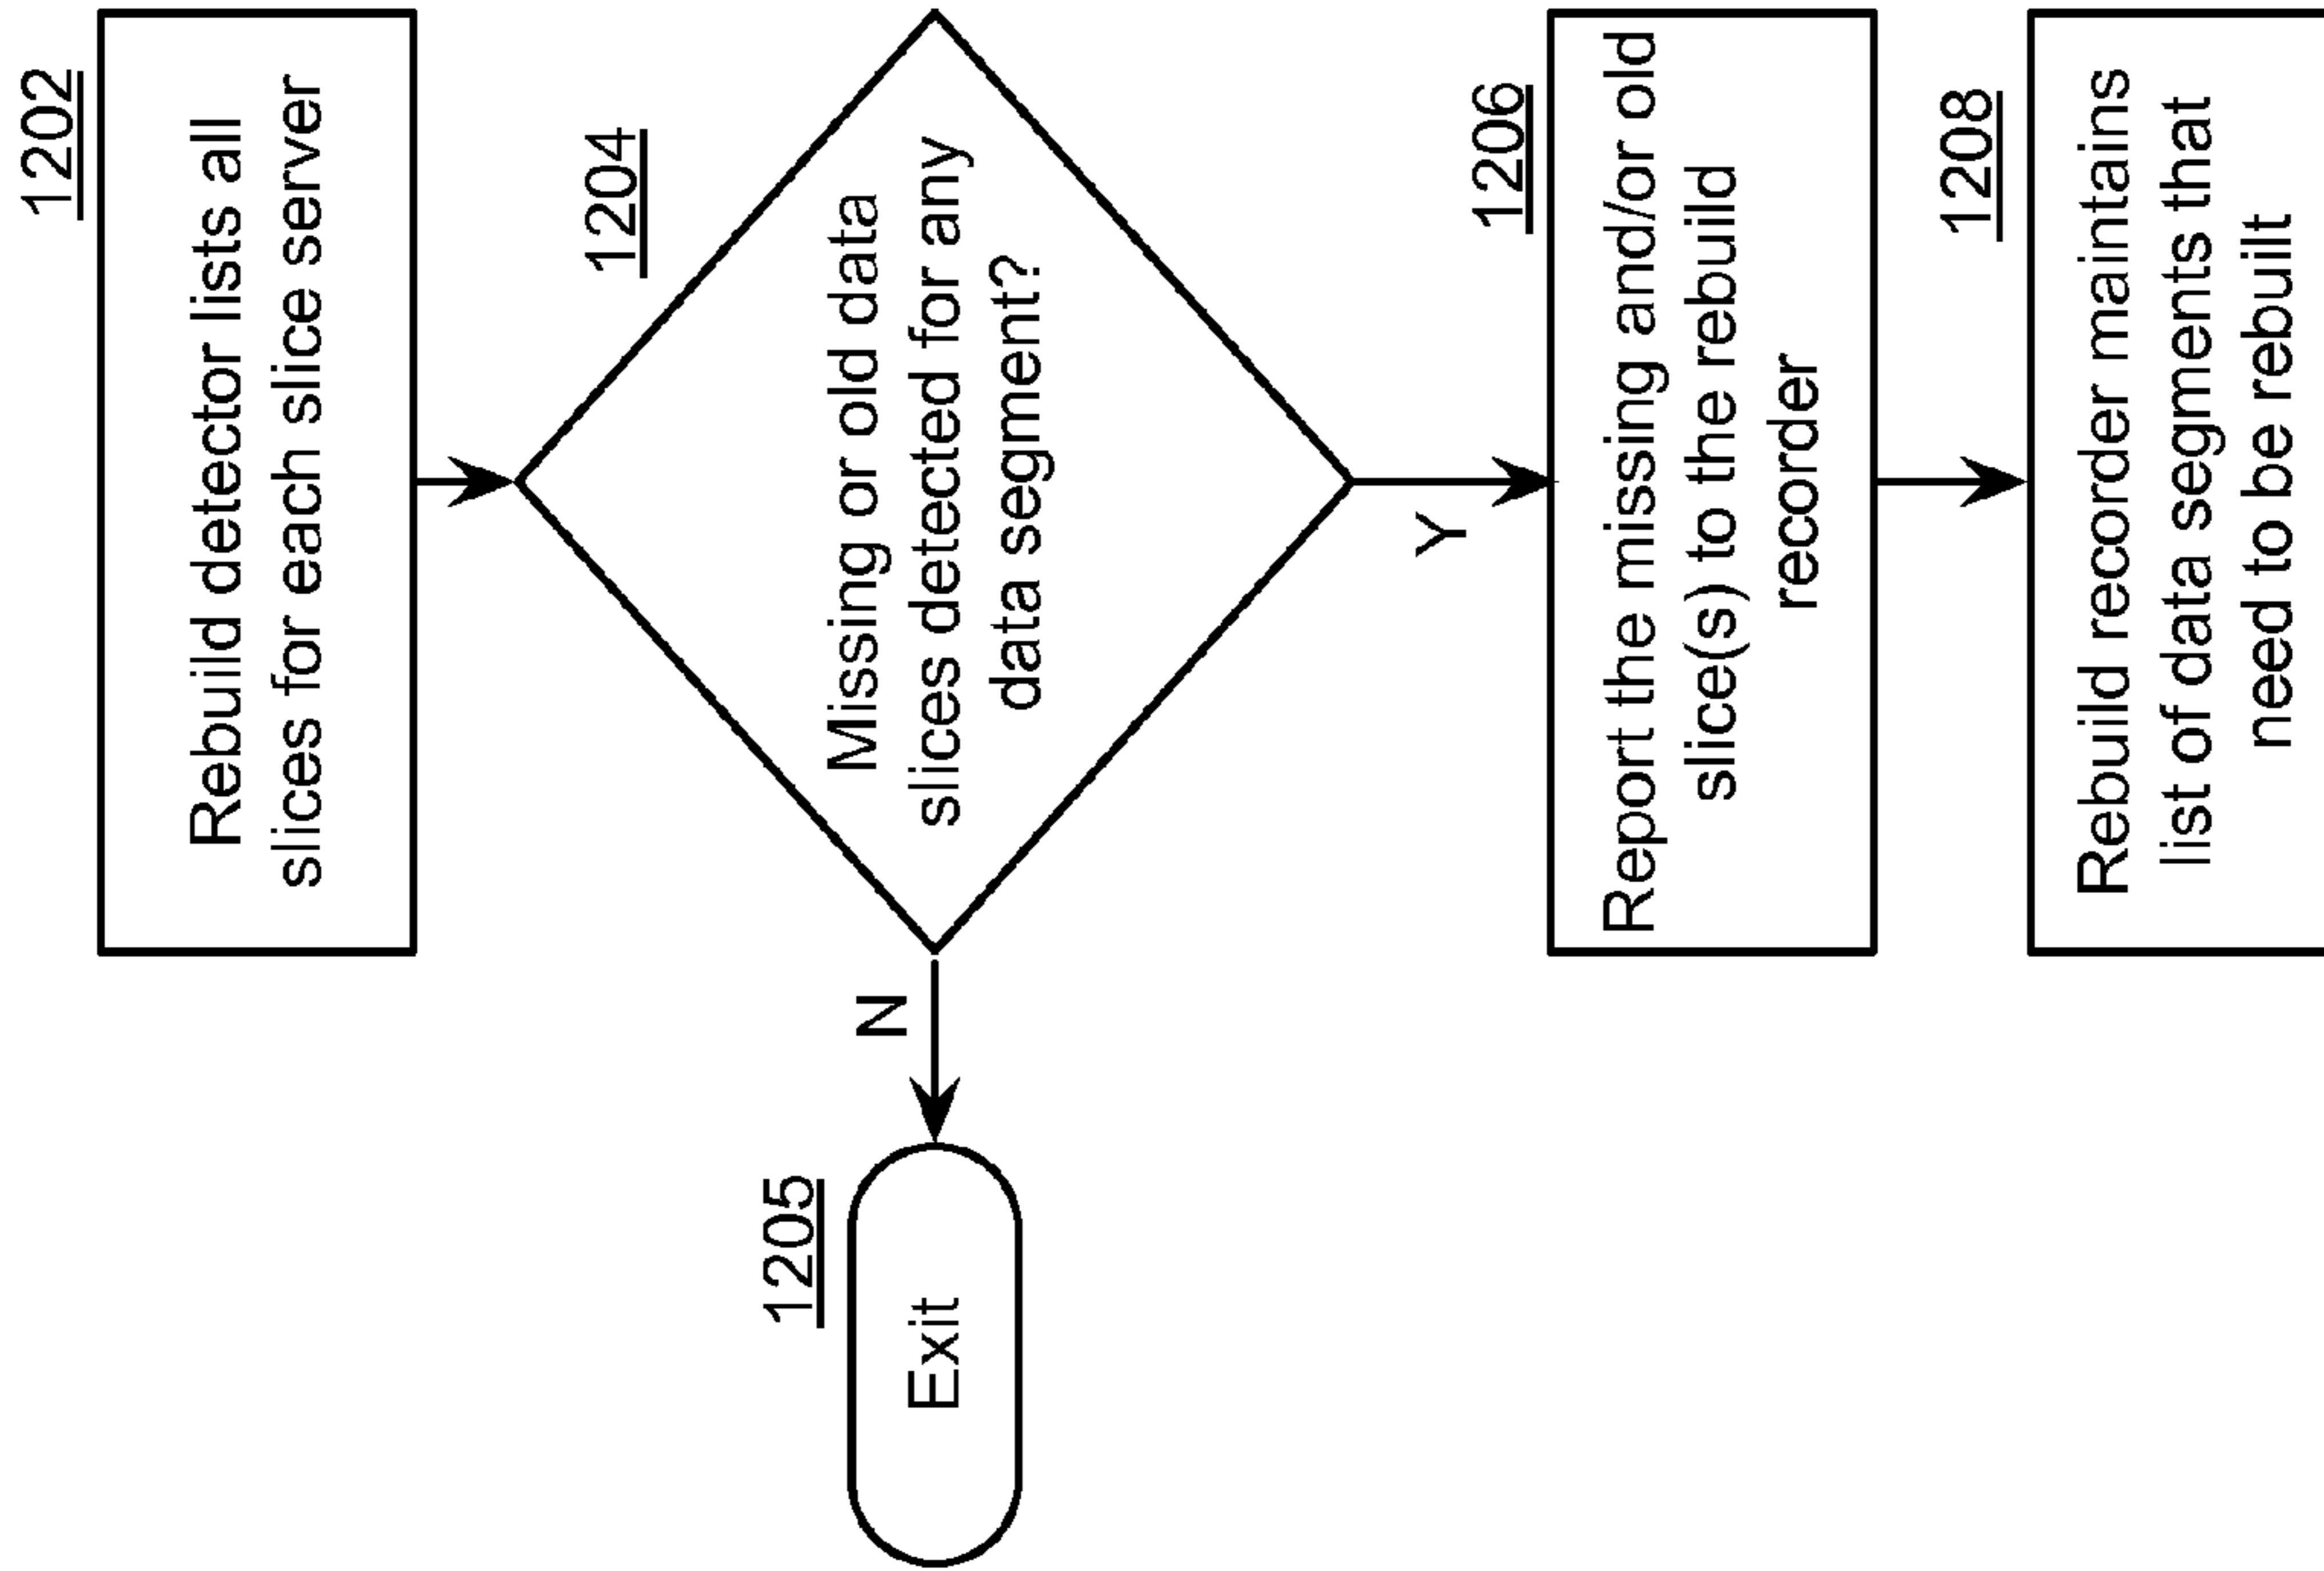 1202
Rebuild detector lists all
slices for each slice server
1204
Missing or old data
slices detected for any
data segment?
N
1205
Exit
Y
1206
Report the missing and/or old
slice(s) to the rebuild
recorder
1208
Rebuild recorder maintains
list of data segments that
need to be rebuilt